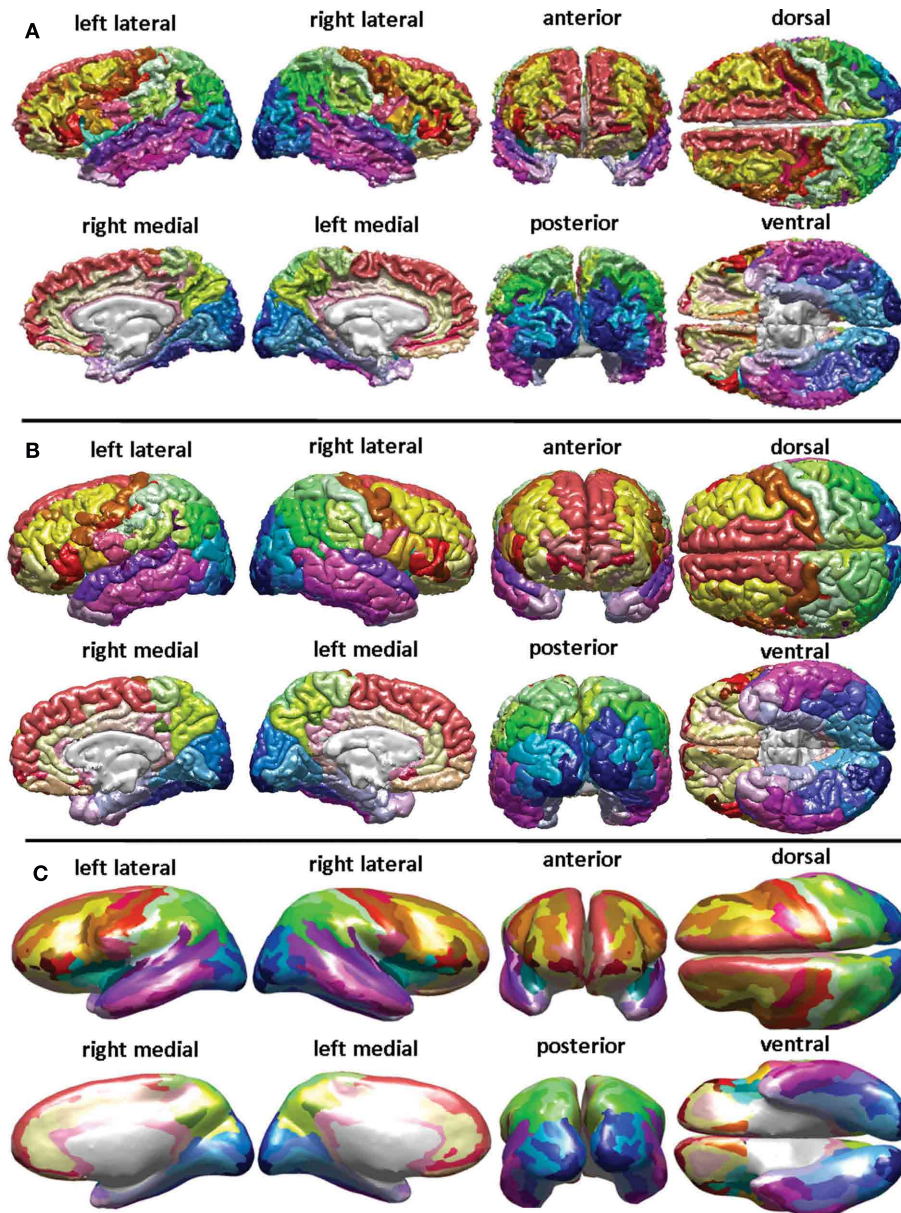 A
left lateral right lateral anterior dorsal
right medial left medial posterior ventral
B
left lateral right lateral anterior dorsal
right medial left medial posterior ventral
C
left lateral right lateral anterior dorsal
right medial left medial posterior ventral